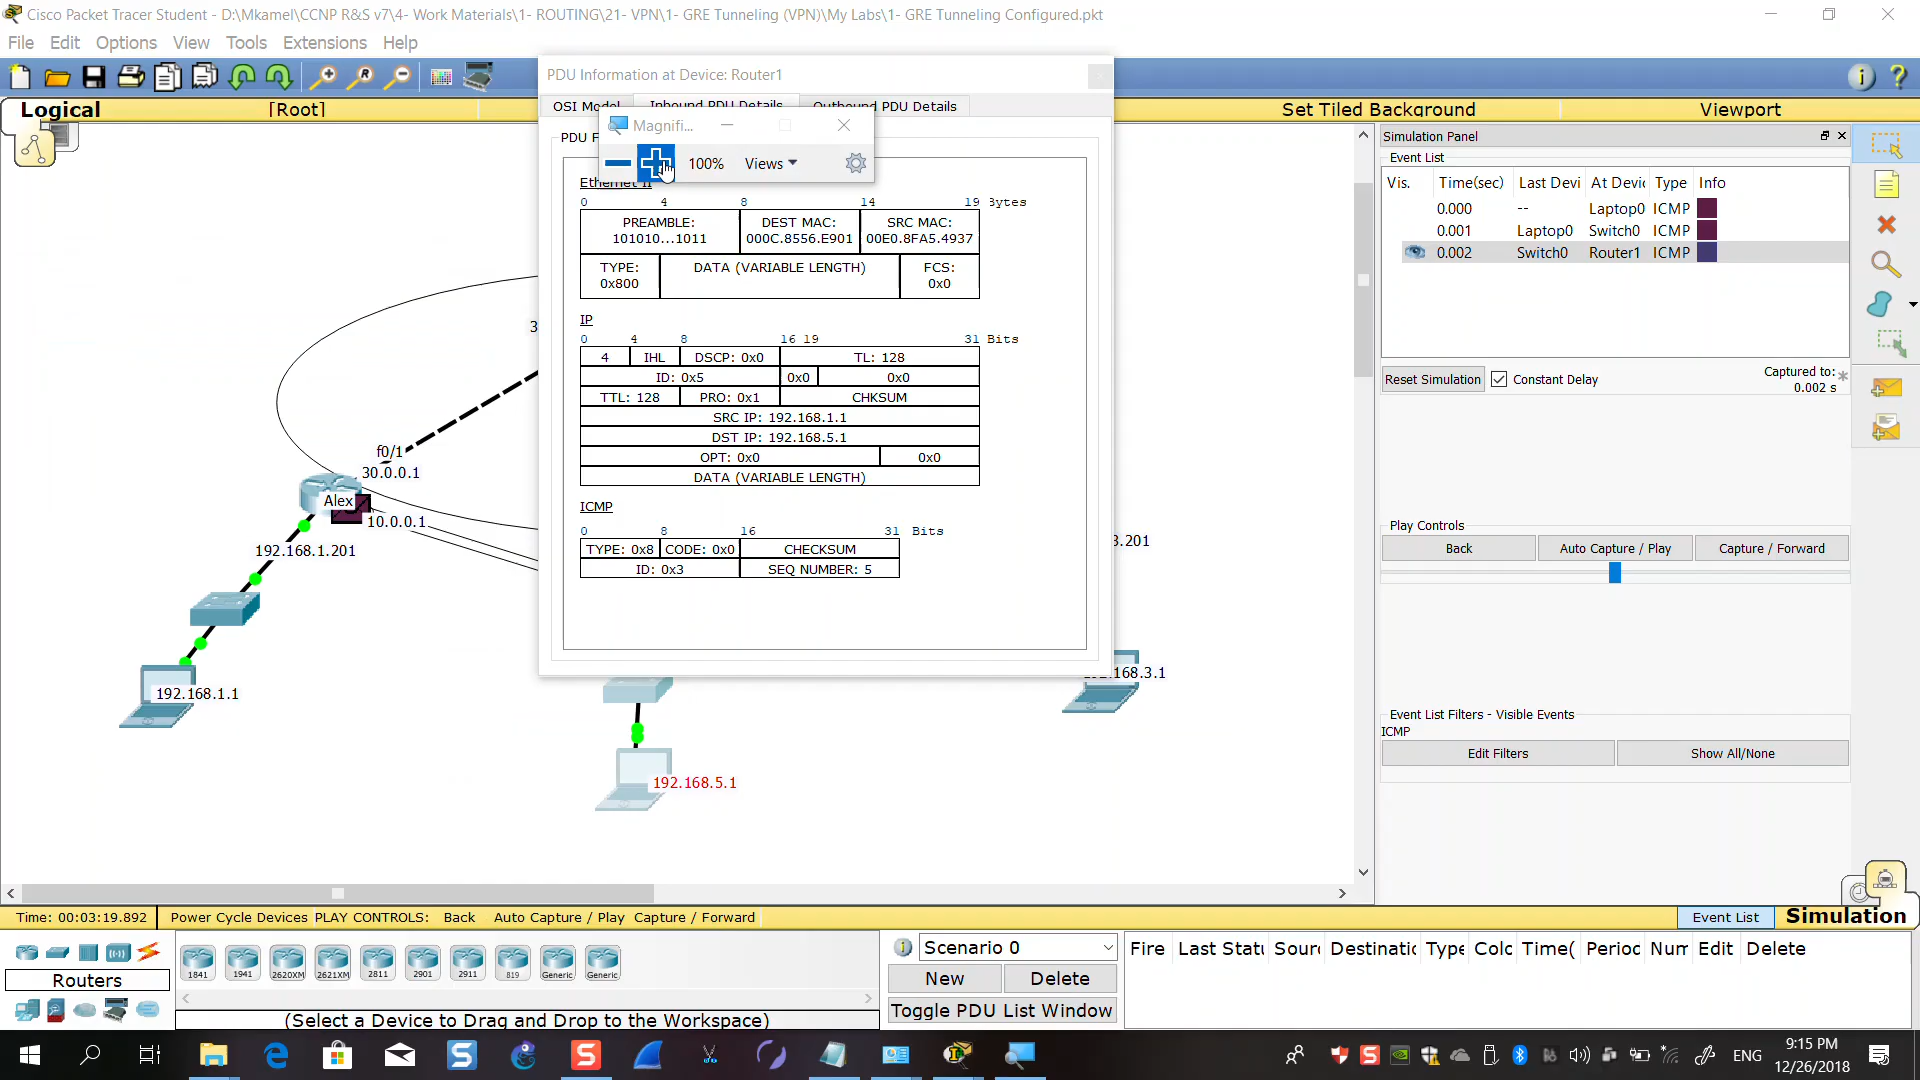 Cisco Packet Tracer Student - D:\Mkamel\CCNP R&S v7\4- Work Materials\1- ROUTING\21- VPN\1- GRE Tunneling (VPN)\My Labs\1- GRE Tunneling Configured.pkt
File Edit Options View Tools Extensions Help
Logical [Root] Set Tiled Background Viewport
PDU Information at Device: Router1
OSI Model Inbound PDU Details Outbound PDU Details
PDU F
Magnifi...
100% Views
Ethernet II
0 4 8 14 19 Bytes
PREAMBLE: DEST MAC: SRC MAC:
101010...1011 000C.8556.E901 00E0.8FA5.4937
TYPE: DATA (VARIABLE LENGTH) FCS:
0x800 0x0
IP
0 4 8 16 19 31 Bits
4 IHL DSCP: 0x0 TL: 128
ID: 0x5 0x0 0x0
TTL: 128 PRO: 0x1 CHKSUM
SRC IP: 192.168.1.1
DST IP: 192.168.5.1
OPT: 0x0 0x0
DATA (VARIABLE LENGTH)
ICMP
0 8 16 31 Bits
TYPE: 0x8 CODE: 0x0 CHECKSUM
ID: 0x3 SEQ NUMBER: 5
3
f0/1
30.0.0.1
Alex
10.0.0.1
192.168.1.201
192.168.1.1
192.168.5.1
3.201
.168.3.1
Simulation Panel
Event List
Vis. Time(sec) Last Devi At Devic Type Info
0.000 -- Laptop0 ICMP
0.001 Laptop0 Switch0 ICMP
0.002 Switch0 Router1 ICMP
Reset Simulation Constant Delay Captured to: *
0.002 s
Play Controls
Back Auto Capture / Play Capture / Forward
Event List Filters - Visible Events
ICMP
Edit Filters Show All/None
Time: 00:03:19.892 Power Cycle Devices PLAY CONTROLS: Back Auto Capture / Play Capture / Forward Event List Simulation
Routers
1841 1941 2620XM 2621XM 2811 2901 2911 819 Generic Generic
(Select a Device to Drag and Drop to the Workspace)
Scenario 0
New Delete
Toggle PDU List Window
Fire Last Statu Sourc Destinatic Type Colc Time( Perioc Num Edit Delete
ENG
9:15 PM
12/26/2018